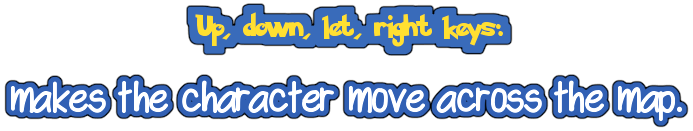 Up, down, let, right keys:
makes the character move across the map.